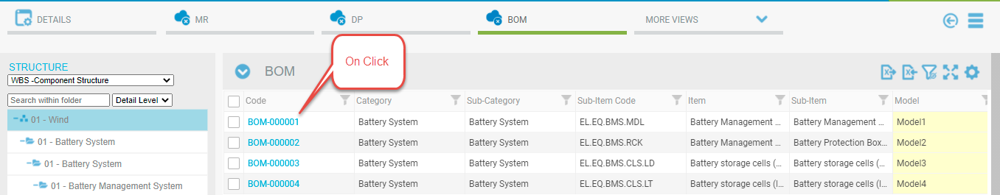 DETAILS MR DP BOM MORE VIEWS
On Click
STRUCTURE
WBS -Component Structure
Search within folder Detail Level
01 - Wind
01 - Battery System
01 - Battery System
01 - Battery Management System
BOM
Code Category Sub-Category Sub-Item Code Item Sub-Item Model
BOM-000001 Battery System Battery System EL.EQ.BMS.MDL Battery Management ... Battery Management ... Model1
BOM-000002 Battery System Battery System EL.EQ.BMS.RCK Battery Management ... Battery Protection Box... Model2
BOM-000003 Battery System Battery System EL.EQ.BMS.CLS.LD Battery storage cells (... Battery storage cells (l... Model3
BOM-000004 Battery System Battery System EL.EQ.BMS.CLS.LT Battery storage cells (l... Battery storage cells (l... Model4